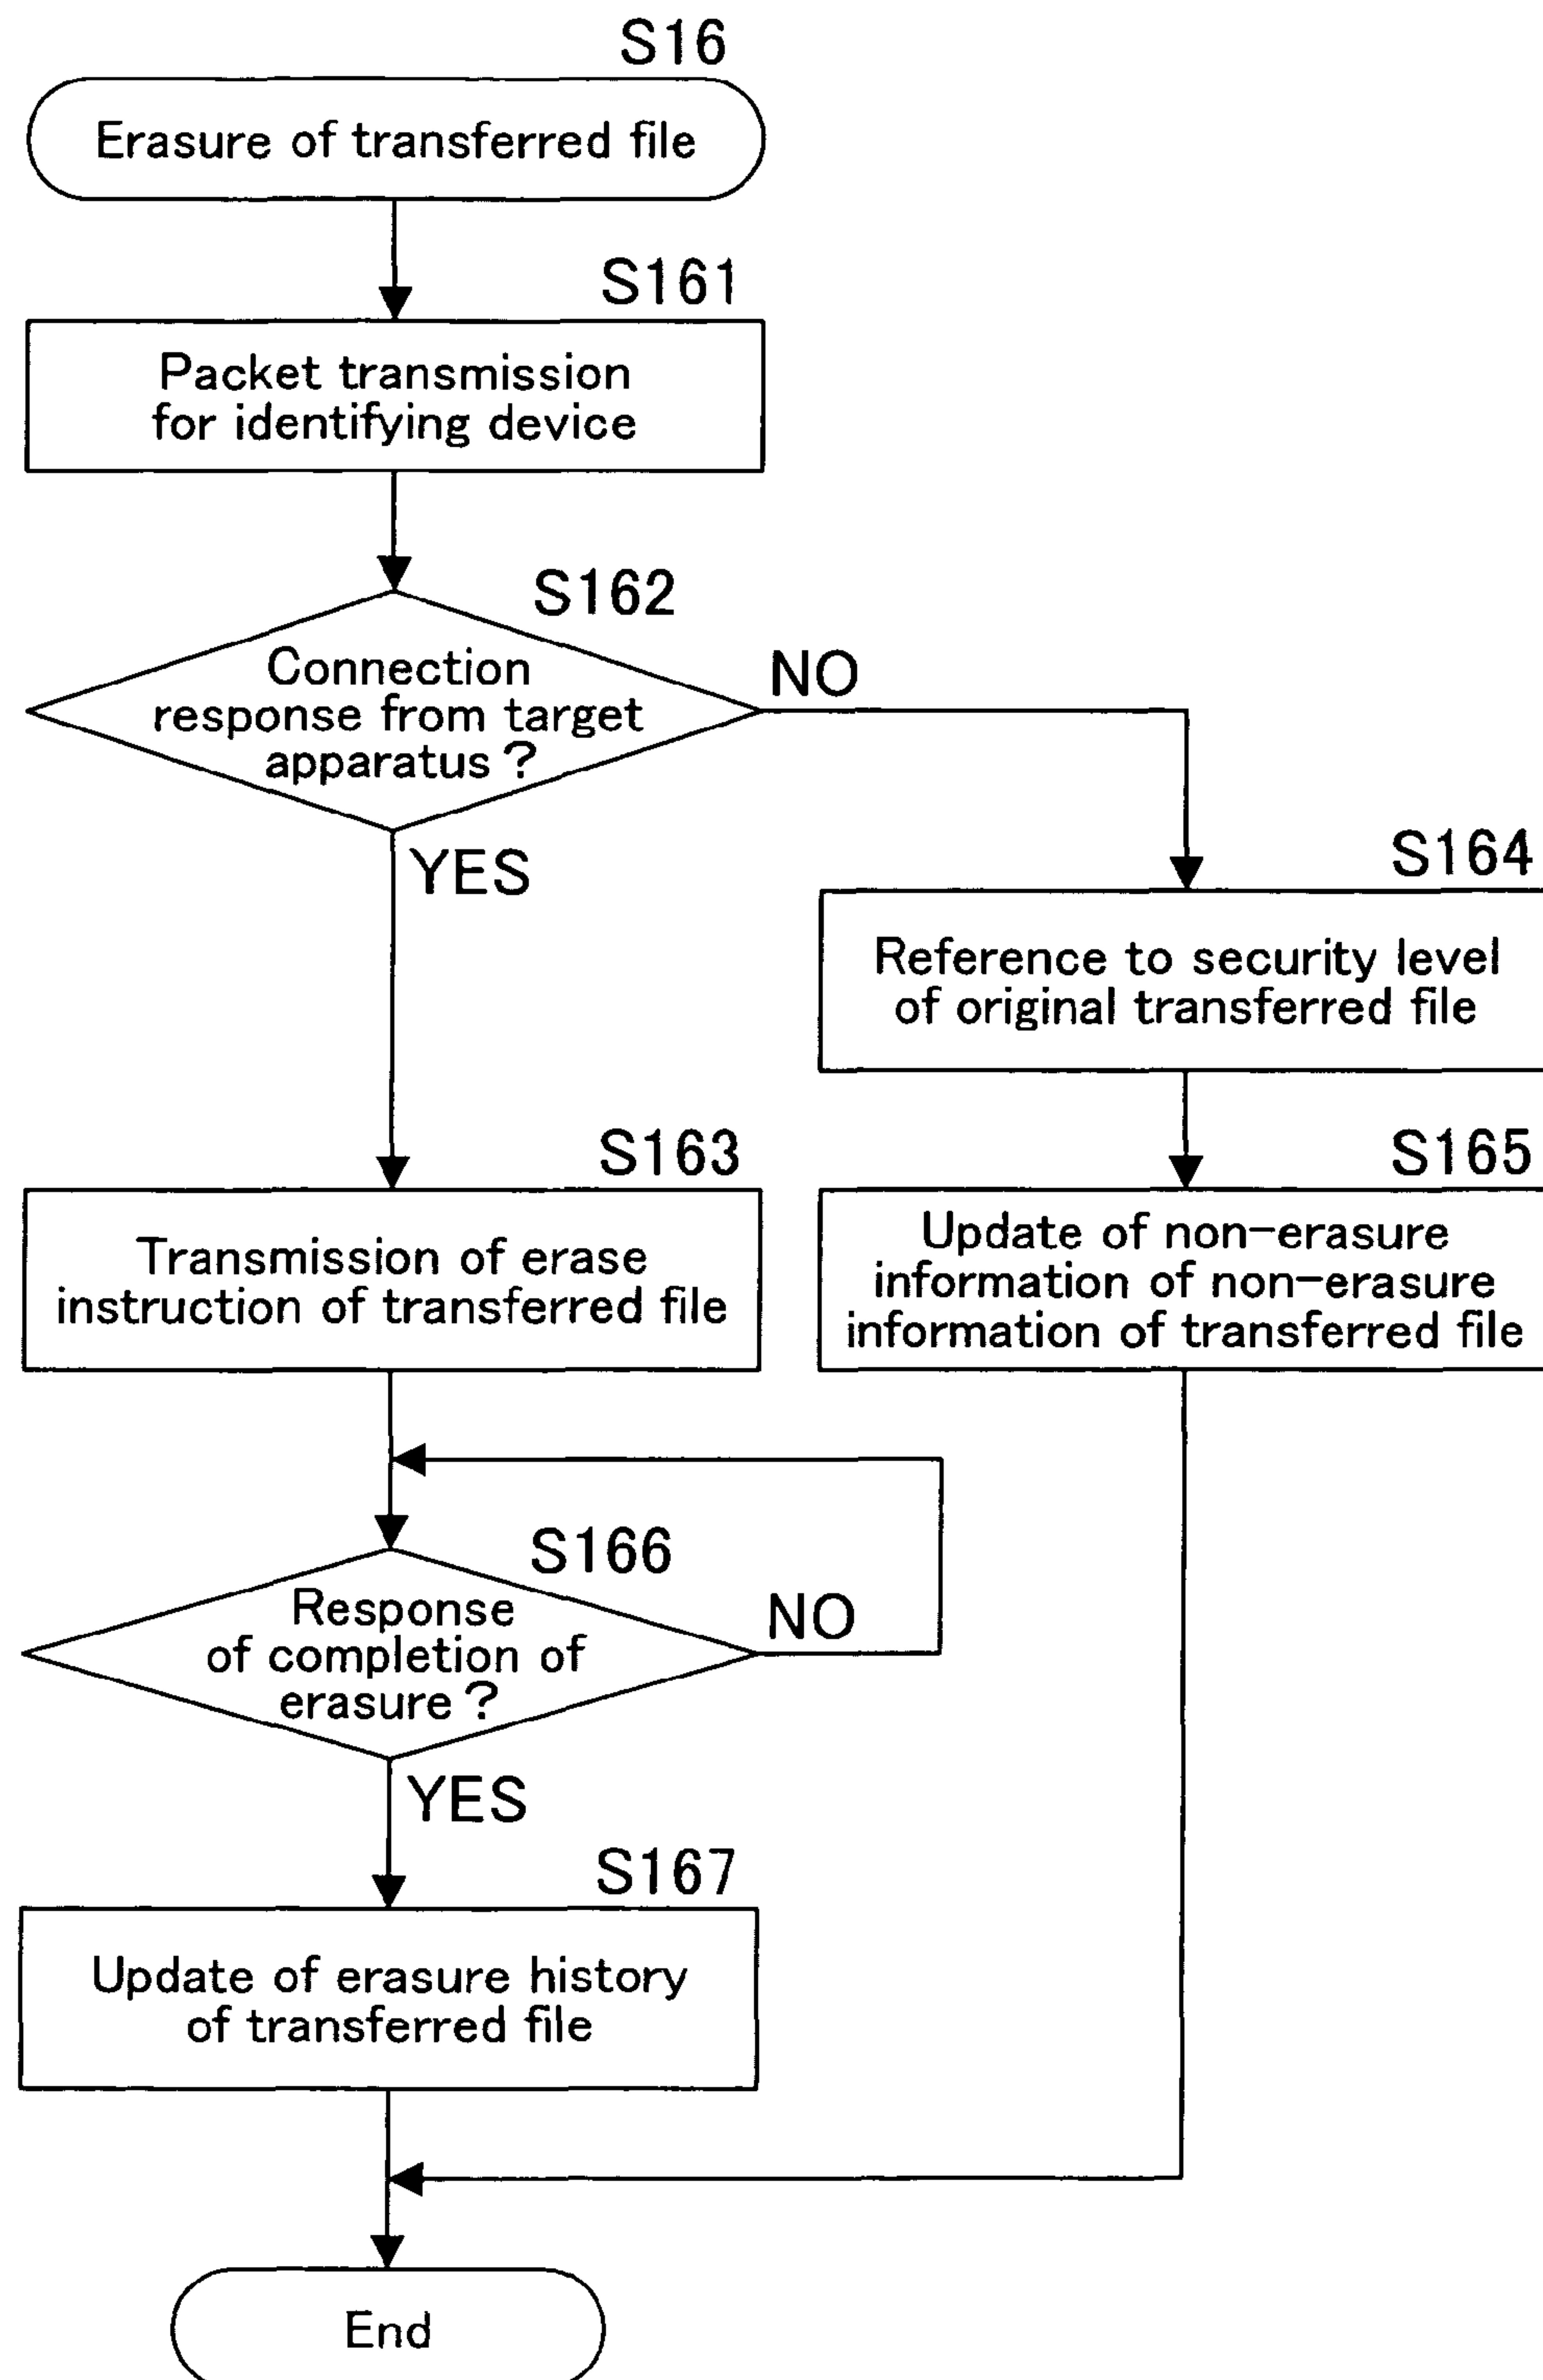 S16
Erasure of transferred file
S161
Packet transmission
for identifying device
S162
Connection
response from target
apparatus ?
NO
YES
S164
Reference to security level
of original transferred file
S163
Transmission of erase
instruction of transferred file
S165
Update of non-erasure
information of non-erasure
information of transferred file
S166
Response
of completion of
erasure ?
NO
YES
S167
Update of erasure history
of transferred file
End